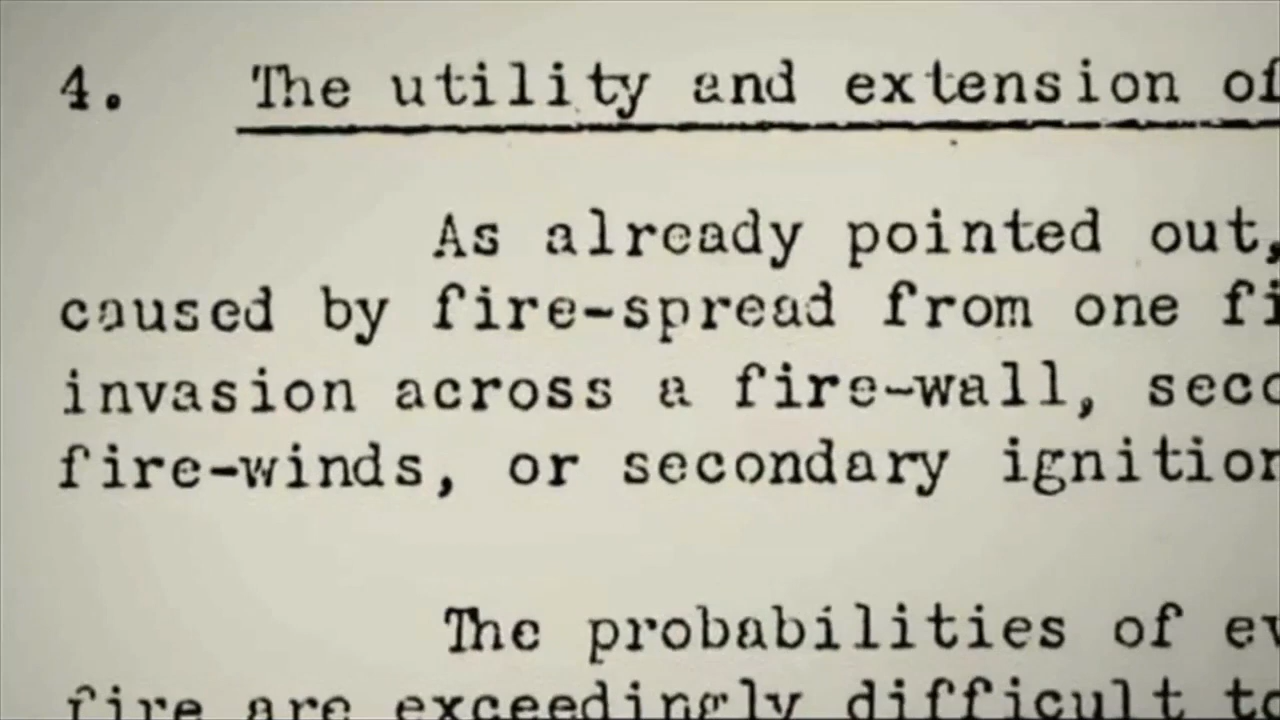 4. The utility and extension of
As already pointed out,
caused by fire-spread from one
invasion across a fire-wall,
fire-winds, or secondary
The probabilities of
fire are exceedingly difficult to